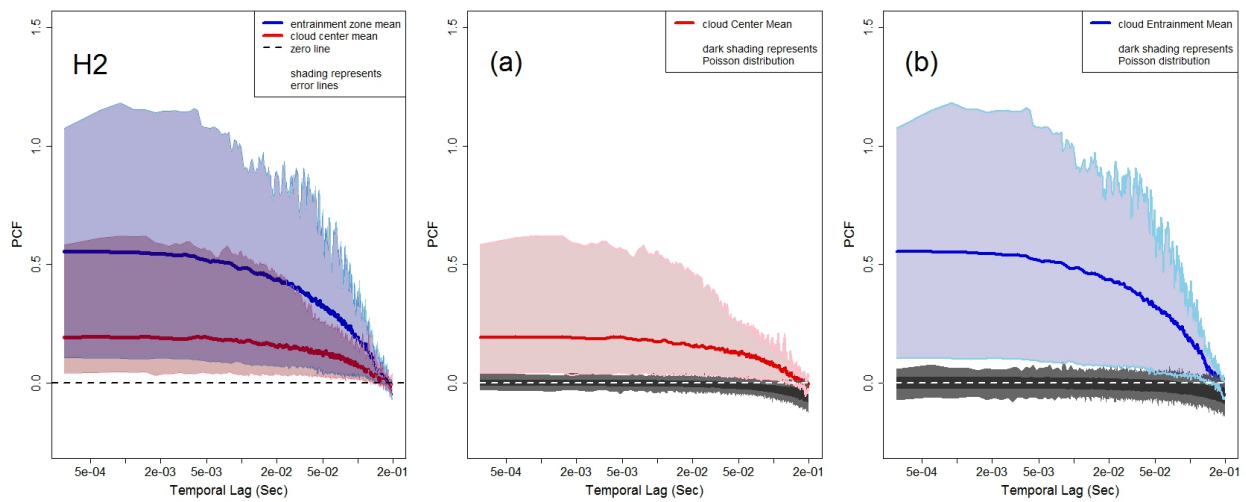 H2
entrainment zone mean
cloud center mean
zero line
shading represents
error lines
PCF
0.0
0.5
1.0
1.5
5e-04
2e-03
5e-03
2e-02
5e-02
2e-01
Temporal Lag (Sec)
(a)
cloud Center Mean
dark shading represents
Poisson distribution
PCF
0.0
0.5
1.0
1.5
5e-04
2e-03
5e-03
2e-02
5e-02
2e-01
Temporal Lag (Sec)
(b)
cloud Entrainment Mean
dark shading represents
Poisson distribution
PCF
0.0
0.5
1.0
1.5
5e-04
2e-03
5e-03
2e-02
5e-02
2e-01
Temporal Lag (Sec)